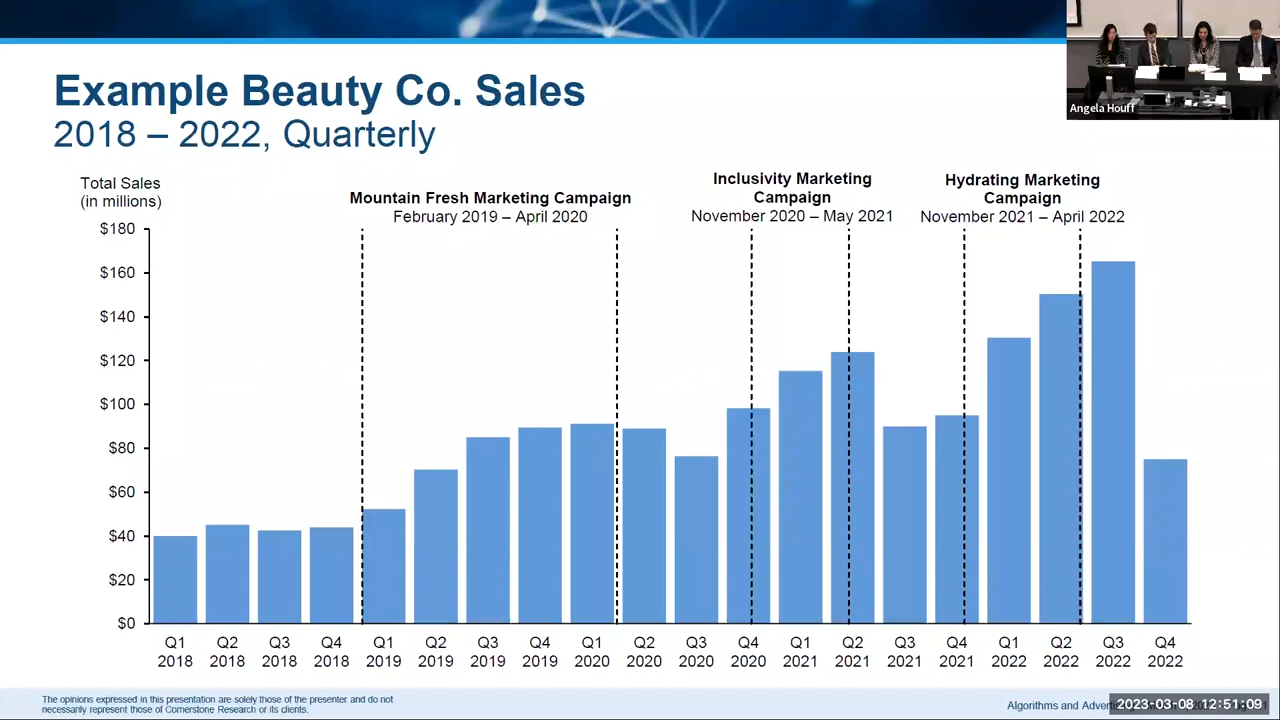 Angela Houff
Example Beauty Co. Sales
2018 – 2022, Quarterly
Total Sales
(in millions)
Mountain Fresh Marketing Campaign
February 2019 – April 2020
Inclusivity Marketing
Campaign
November 2020 – May 2021
Hydrating Marketing
Campaign
November 2021 – April 2022
$180
$160
$140
$120
$100
$80
$60
$40
$20
$0
Q1 Q2 Q3 Q4 Q1 Q2 Q3 Q4 Q1 Q2 Q3 Q4 Q1 Q2 Q3 Q4 Q1 Q2 Q3 Q4
2018 2018 2018 2018 2019 2019 2019 2019 2020 2020 2020 2020 2021 2021 2021 2021 2022 2022 2022 2022
The opinions expressed in this presentation are solely those of the presenter and do not
necessarily represent those of Cornerstone Research or its clients.
Algorithms and
2023-03-08 12:51:09